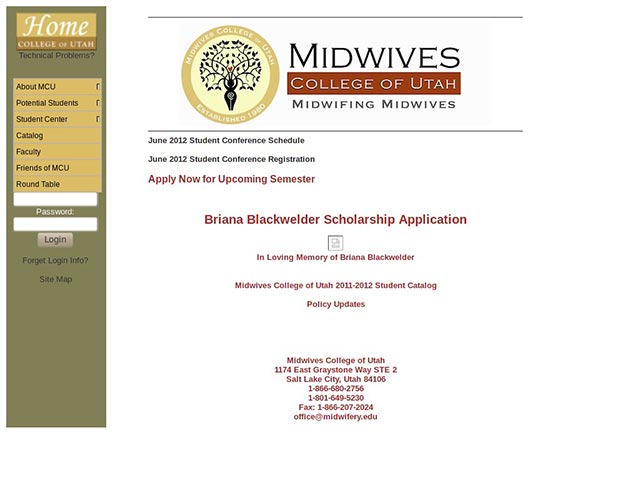 Home
COLLEGE OF UTAH
Technical Problems?
About MCU
Potential Students
Student Center
Catalog
Faculty
Friends of MCU
Round Table
Password:
Login
Forget Login Info?
Site Map
MIDWIVES COLLEGE OF UTAH
ESTABLISHED 1980
MIDWIVES
COLLEGE OF UTAH
MIDWIFING MIDWIVES
June 2012 Student Conference Schedule
June 2012 Student Conference Registration
Apply Now for Upcoming Semester
Briana Blackwelder Scholarship Application
In Loving Memory of Briana Blackwelder
Midwives College of Utah 2011-2012 Student Catalog
Policy Updates
Midwives College of Utah
1174 East Graystone Way STE 2
Salt Lake City, Utah 84106
1-866-680-2756
1-801-649-5230
Fax: 1-866-207-2024
office@midwifery.edu